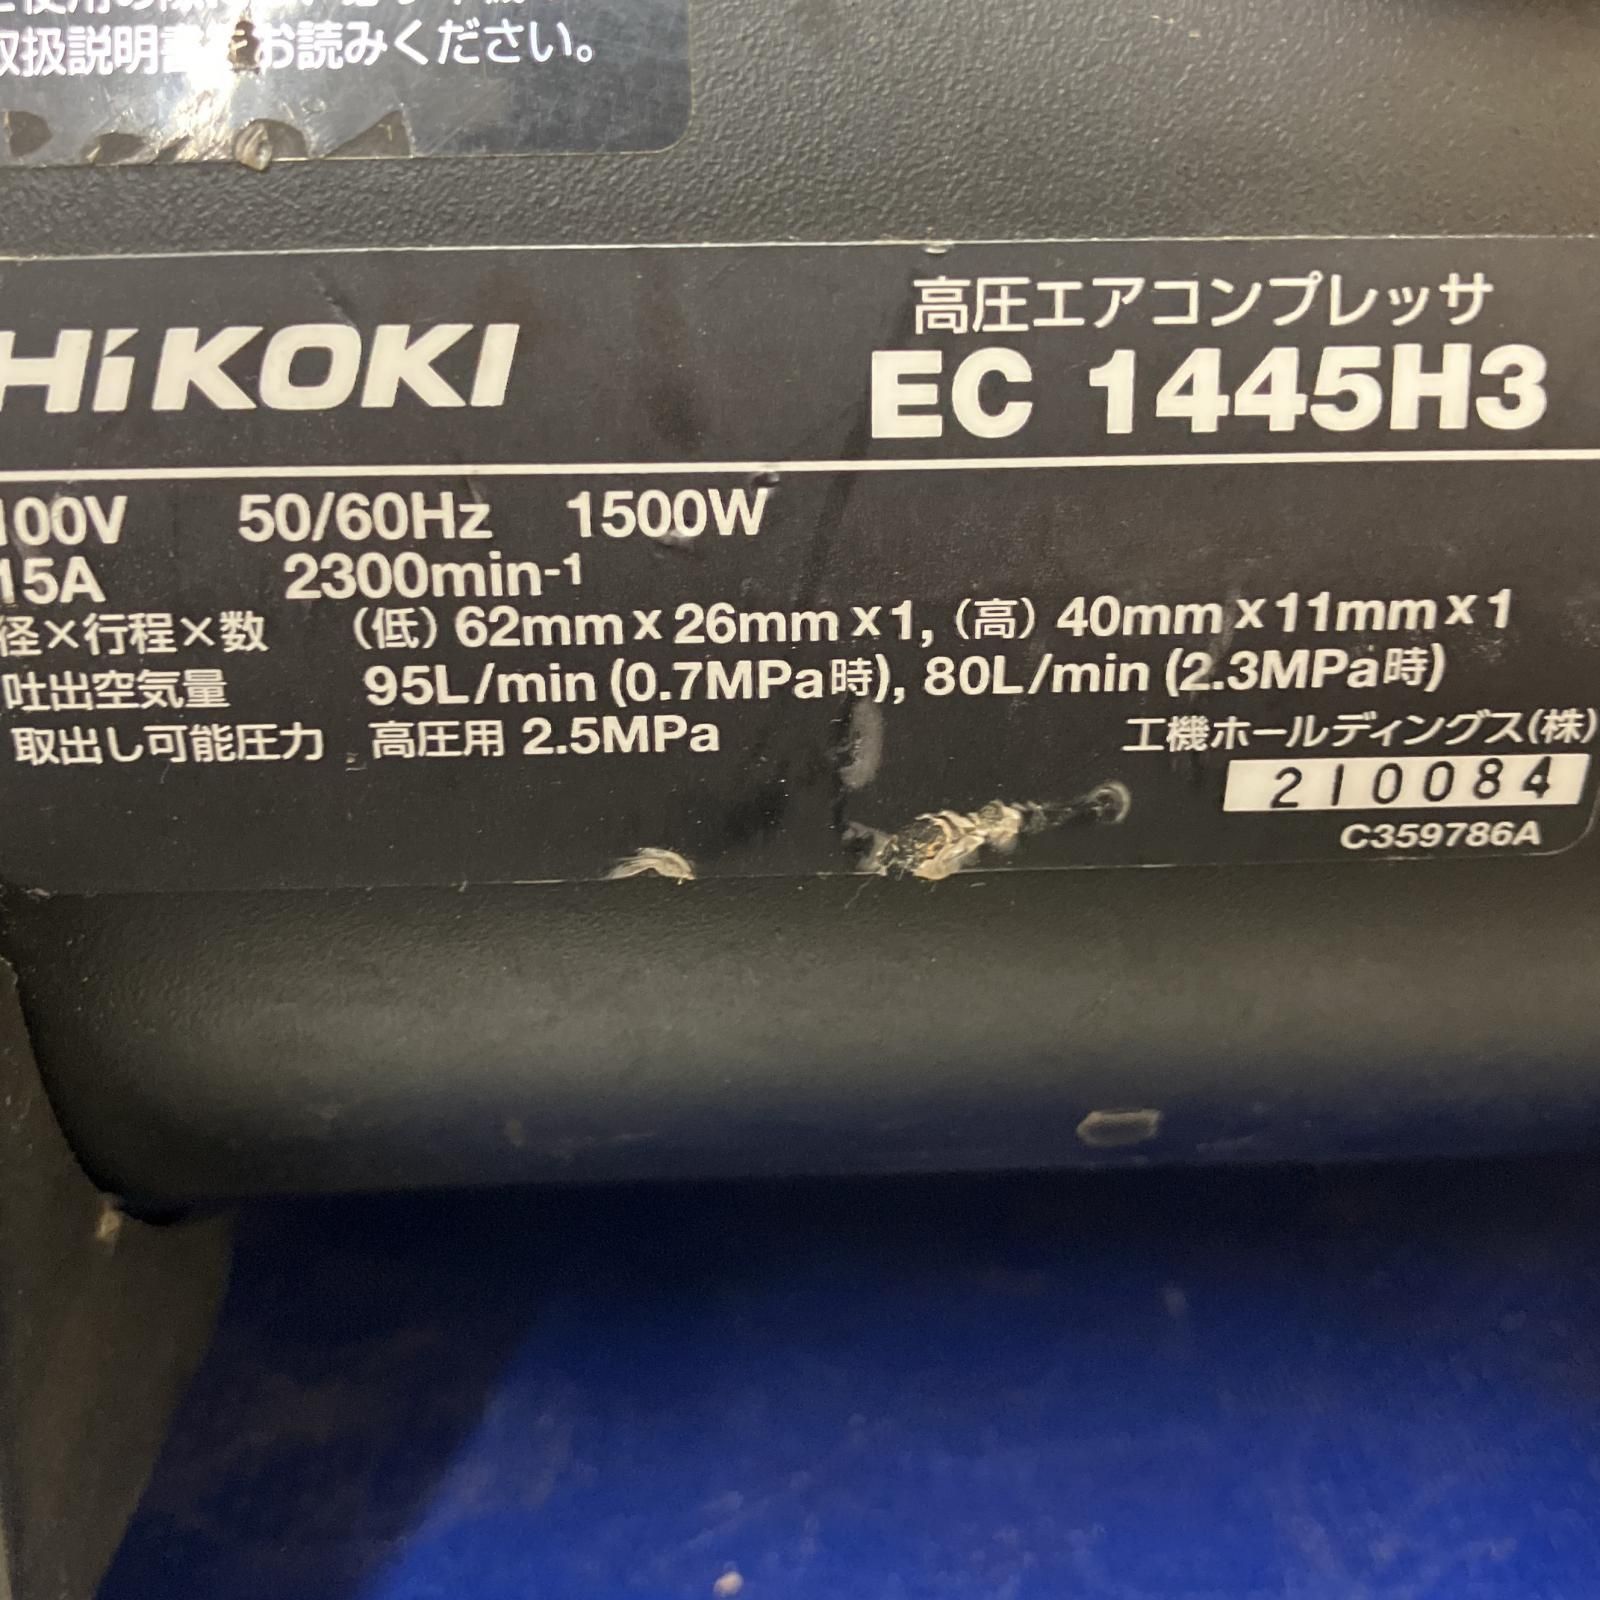 取扱説明書をお読みください。
HiKOKI
高圧エアコンプレッサ
EC 1445H3
100V 50/60Hz 1500W
15A 2300min-1
径×行程×数 (低) 62mm x 26mm x1, (高) 40mm x11mm x1
吐出空気量 95L/min (0.7MPa時), 80L/min (2.3MPa時)
取出し可能圧力 高圧用 2.5MPa
工機ホールディングス(株)
210084
C359786A